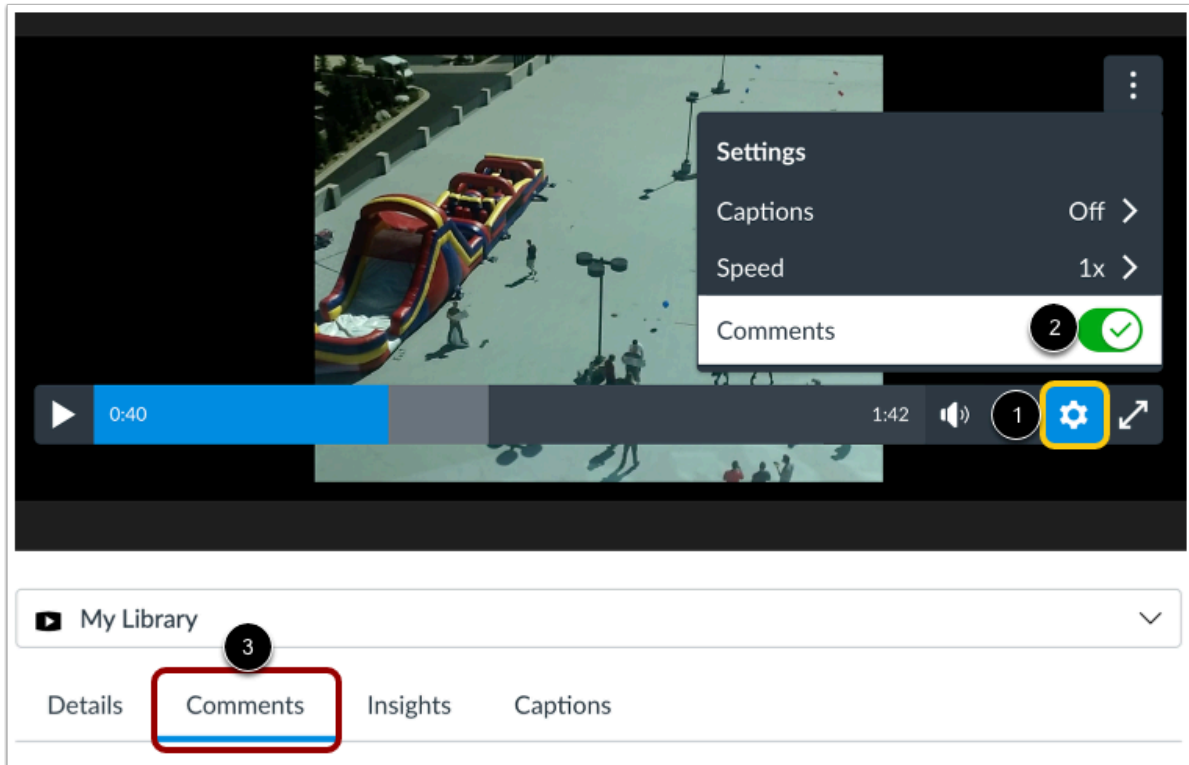 Settings
Captions Off
Speed 1x
Comments 2
0:40 1:42 1
My Library
3
Details Comments Insights Captions